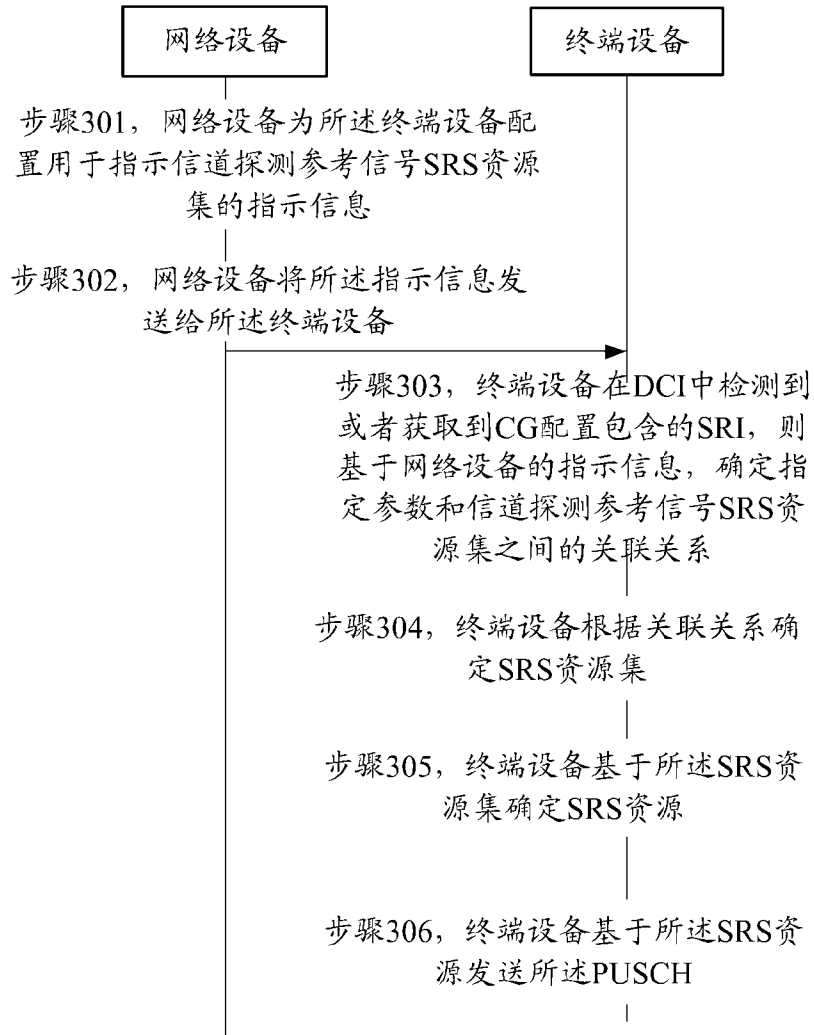 网络设备
终端设备
步骤301，网络设备为所述终端设备配
置用于指示信道探测参考信号SRS资源
集的指示信息
步骤302，网络设备将所述指示信息发
送给所述终端设备
步骤303，终端设备在DCI中检测到
或者获取到CG配置包含的SRI，则
基于网络设备的指示信息，确定指
定参数和信道探测参考信号SRS资
源集之间的关联关系
步骤304，终端设备根据关联关系确
定SRS资源集
步骤305，终端设备基于所述SRS资
源集确定SRS资源
步骤306，终端设备基于所述SRS资
源发送所述PUSCH